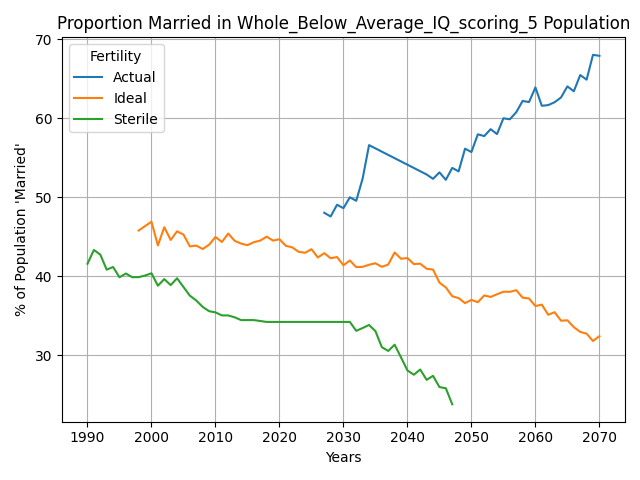 Proportion Married in Whole_Below_Average_IQ_scoring_5 Population
% of Population 'Married'
70
60
50
40
30
Fertility
Actual
Ideal
Sterile
1990 2000 2010 2020 2030 2040 2050 2060 2070
Years